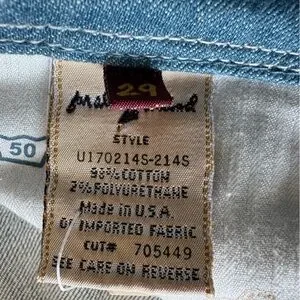 29
50
STYLE
U170214S-214S
98% COTTON
2% POLYURETHANE
Made in U.S.A.
OF IMPORTED FABRIC
CUT# 705449
SEE CARE ON REVERSE